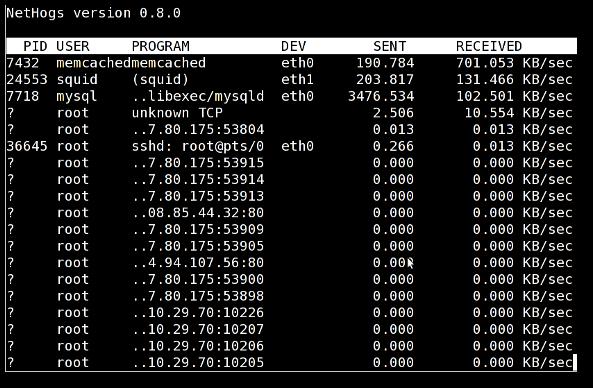 NetHogs version 0.8.0
PID USER PROGRAM DEV SENT RECEIVED
7432 memcachedmemcached eth0 190.784 701.053 KB/sec
24553 squid (squid) eth1 203.817 131.466 KB/sec
7718 mysql ..libexec/mysqld eth0 3476.534 102.501 KB/sec
? root unknown TCP 2.506 10.554 KB/sec
? root ..7.80.175:53804 0.013 0.013 KB/sec
36645 root sshd: root@pts/0 eth0 0.266 0.013 KB/sec
? root ..7.80.175:53915 0.000 0.000 KB/sec
? root ..7.80.175:53914 0.000 0.000 KB/sec
? root ..7.80.175:53913 0.000 0.000 KB/sec
? root ..08.85.44.32:80 0.000 0.000 KB/sec
? root ..7.80.175:53909 0.000 0.000 KB/sec
? root ..7.80.175:53905 0.000 0.000 KB/sec
? root ..4.94.107.56:80 0.000 0.000 KB/sec
? root ..7.80.175:53900 0.000 0.000 KB/sec
? root ..7.80.175:53898 0.000 0.000 KB/sec
? root ..10.29.70:10226 0.000 0.000 KB/sec
? root ..10.29.70:10207 0.000 0.000 KB/sec
? root ..10.29.70:10206 0.000 0.000 KB/sec
? root ..10.29.70:10205 0.000 0.000 KB/sec